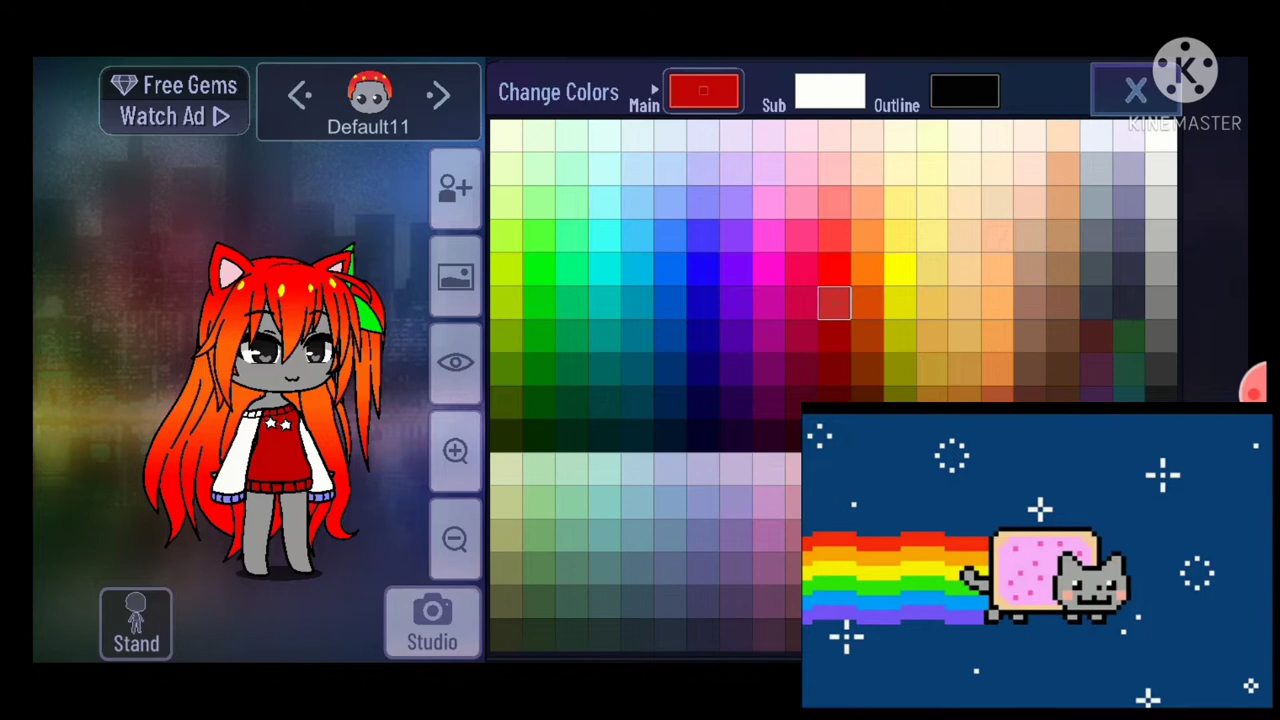 Free Gems
Watch Ad
Default11
Change Colors
Main
Sub
Outline
X
K
KINEMASTER
Stand
Studio